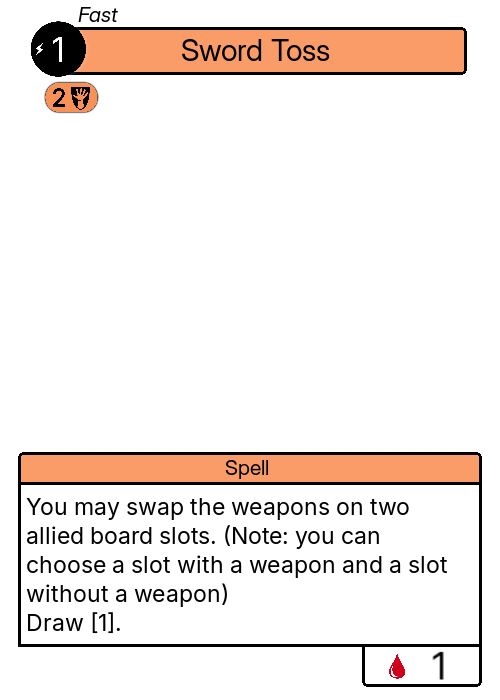 Fast
1
Sword Toss
2
Spell
You may swap the weapons on two
allied board slots. (Note: you can
choose a slot with a weapon and a slot
without a weapon)
Draw [1].
1